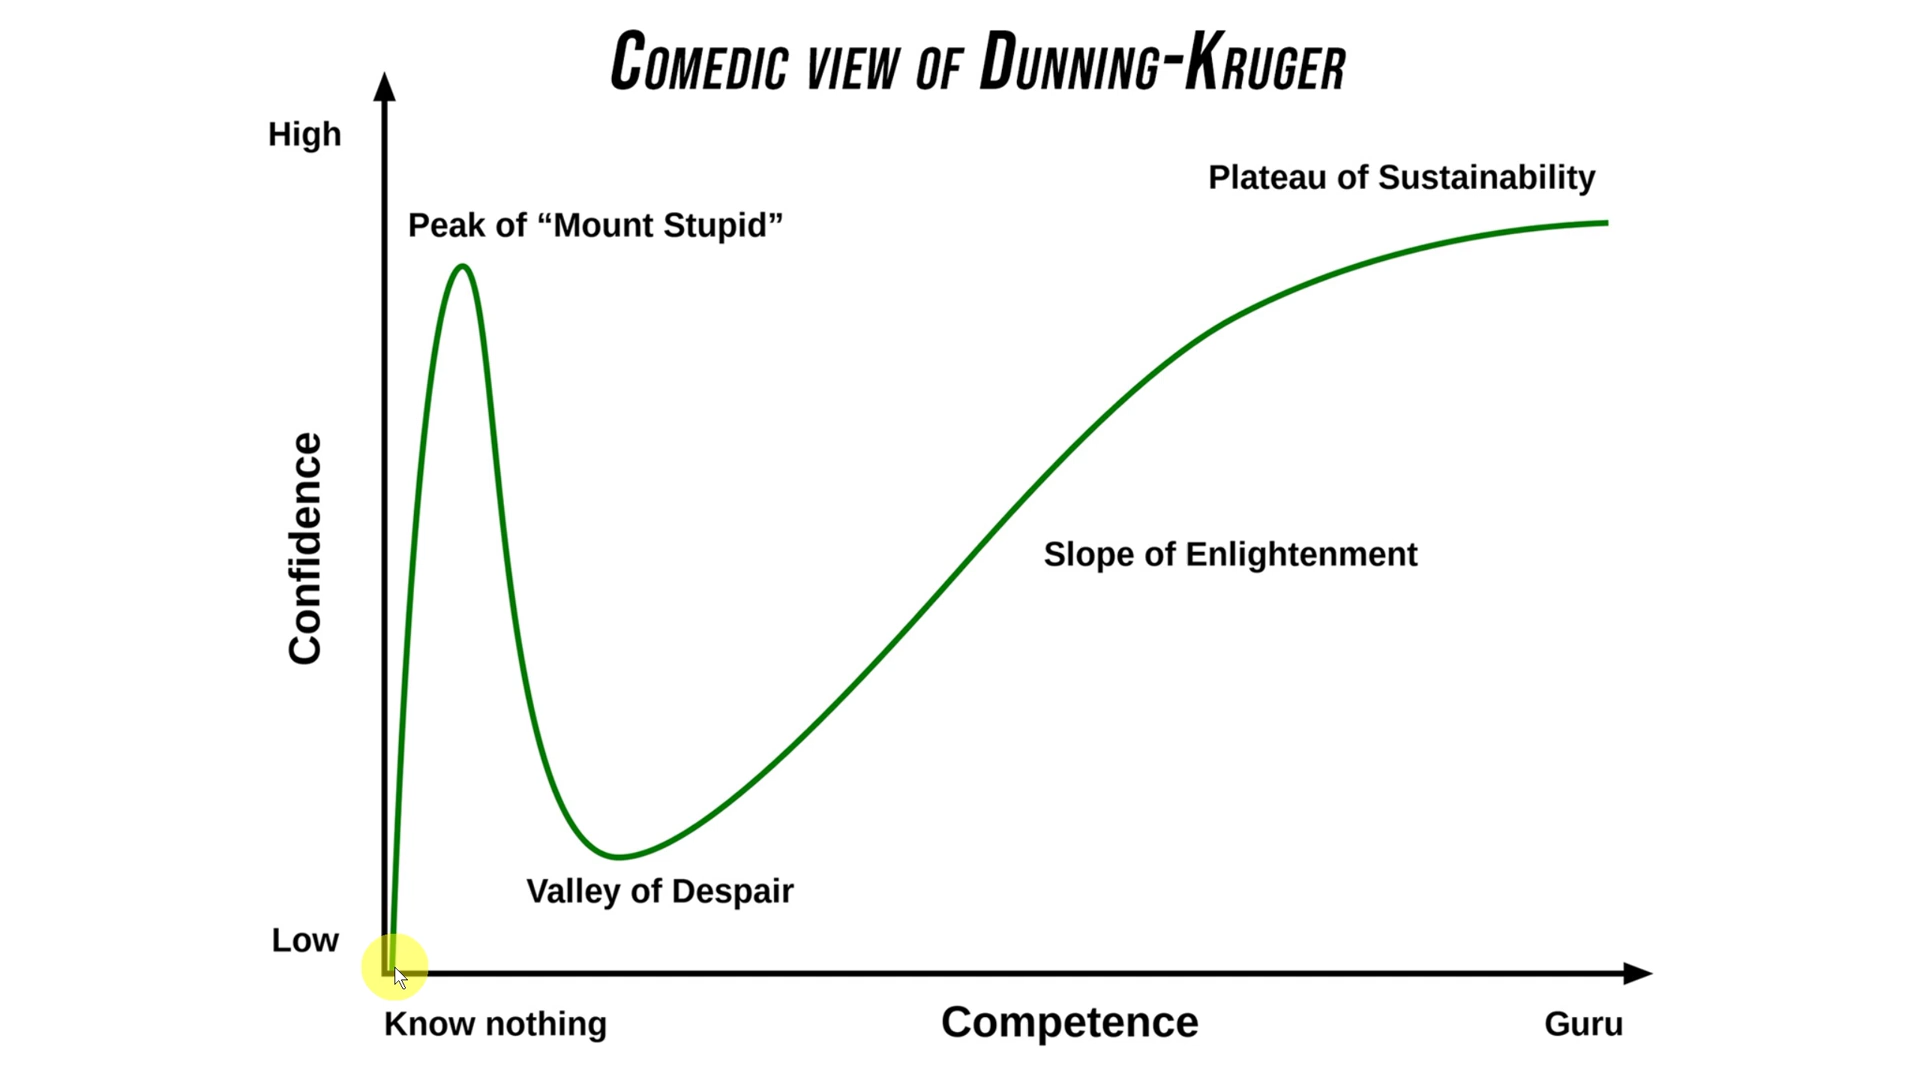 Comedic view of Dunning-Kruger
High
Plateau of Sustainability
Peak of “Mount Stupid”
Confidence
Slope of Enlightenment
Valley of Despair
Low
Know nothing
Competence
Guru